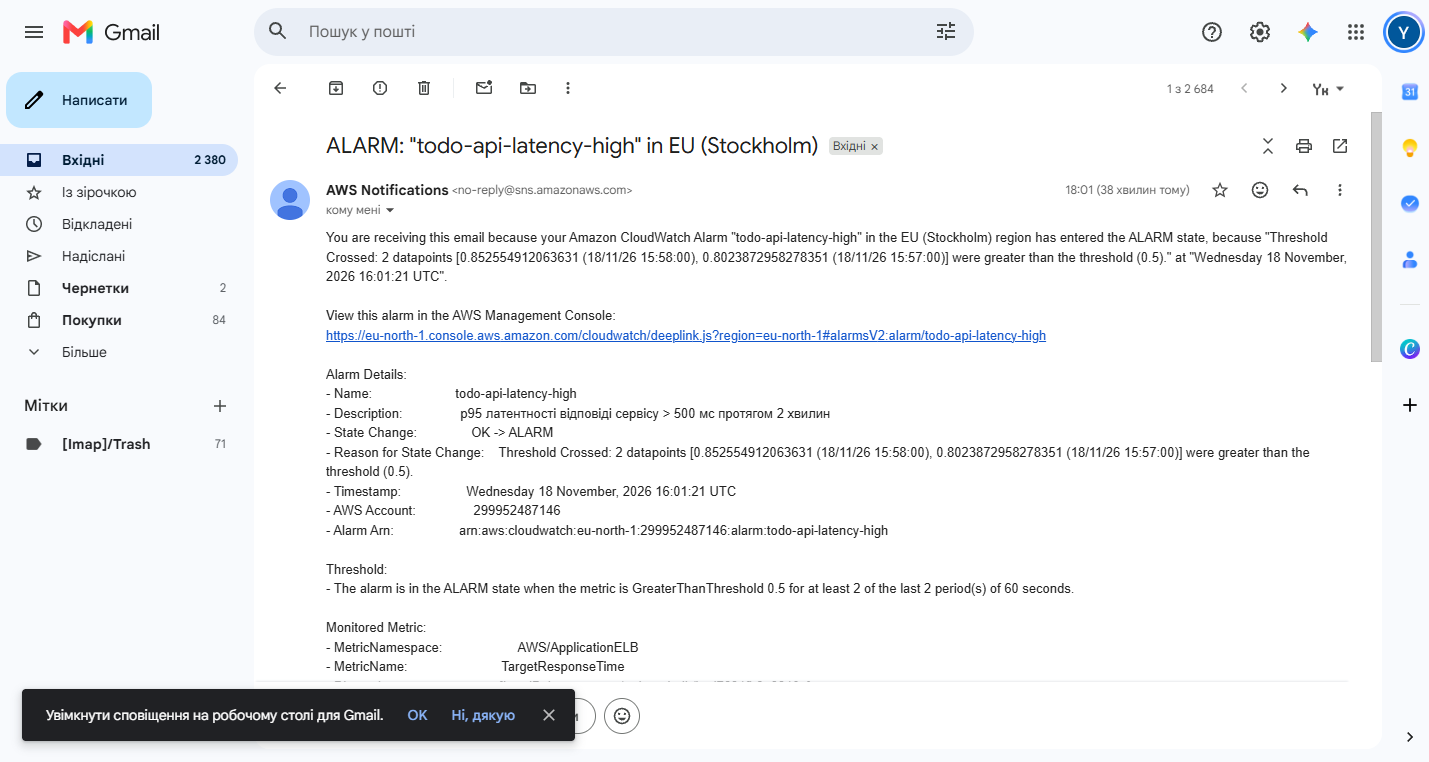 Gmail
Пошук у пошті
Y
Написати
1 з 2 684
Yн
31
Вхідні 2 380
Із зірочкою
Відкладені
Надіслані
Чернетки 2
Покупки 84
Більше
Мітки
[Imap]/Trash 71
ALARM: "todo-api-latency-high" in EU (Stockholm) Вхідні ×
AWS Notifications <no-reply@sns.amazonaws.com> 18:01 (38 хвилин тому)
кому мені
You are receiving this email because your Amazon CloudWatch Alarm "todo-api-latency-high" in the EU (Stockholm) region has entered the ALARM state, because "Threshold
Crossed: 2 datapoints [0.852554912063631 (18/11/26 15:58:00), 0.8023872958278351 (18/11/26 15:57:00)] were greater than the threshold (0.5)." at "Wednesday 18 November,
2026 16:01:21 UTC".
View this alarm in the AWS Management Console:
https://eu-north-1.console.aws.amazon.com/cloudwatch/deeplink.js?region=eu-north-1#alarmsV2:alarm/todo-api-latency-high
Alarm Details:
- Name: todo-api-latency-high
- Description: p95 латентності відповіді сервісу > 500 мс протягом 2 хвилин
- State Change: OK -> ALARM
- Reason for State Change: Threshold Crossed: 2 datapoints [0.852554912063631 (18/11/26 15:58:00), 0.8023872958278351 (18/11/26 15:57:00)] were greater than the
threshold (0.5).
- Timestamp: Wednesday 18 November, 2026 16:01:21 UTC
- AWS Account: 299952487146
- Alarm Arn: arn:aws:cloudwatch:eu-north-1:299952487146:alarm:todo-api-latency-high
Threshold:
- The alarm is in the ALARM state when the metric is GreaterThanThreshold 0.5 for at least 2 of the last 2 period(s) of 60 seconds.
Monitored Metric:
- MetricNamespace: AWS/ApplicationELB
- MetricName: TargetResponseTime
Увімкнути сповіщення на робочому столі для Gmail. OK Ні, дякую